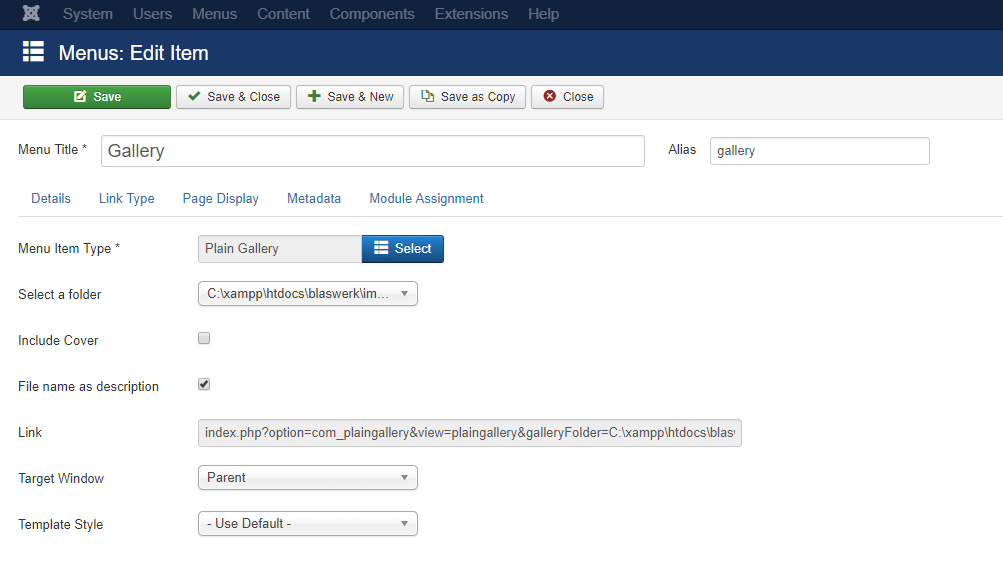 System Users Menus Content Components Extensions Help
Menus: Edit Item
Save Save & Close Save & New Save as Copy Close
Menu Title * Gallery Alias gallery
Details Link Type Page Display Metadata Module Assignment
Menu Item Type * Plain Gallery Select
Select a folder C:\xampp\htdocs\blaswerk\im...
Include Cover
File name as description
Link index.php?option=com_plaingallery&view=plaingallery&galleryFolder=C:\xampp\htdocs\blasw
Target Window Parent
Template Style - Use Default -